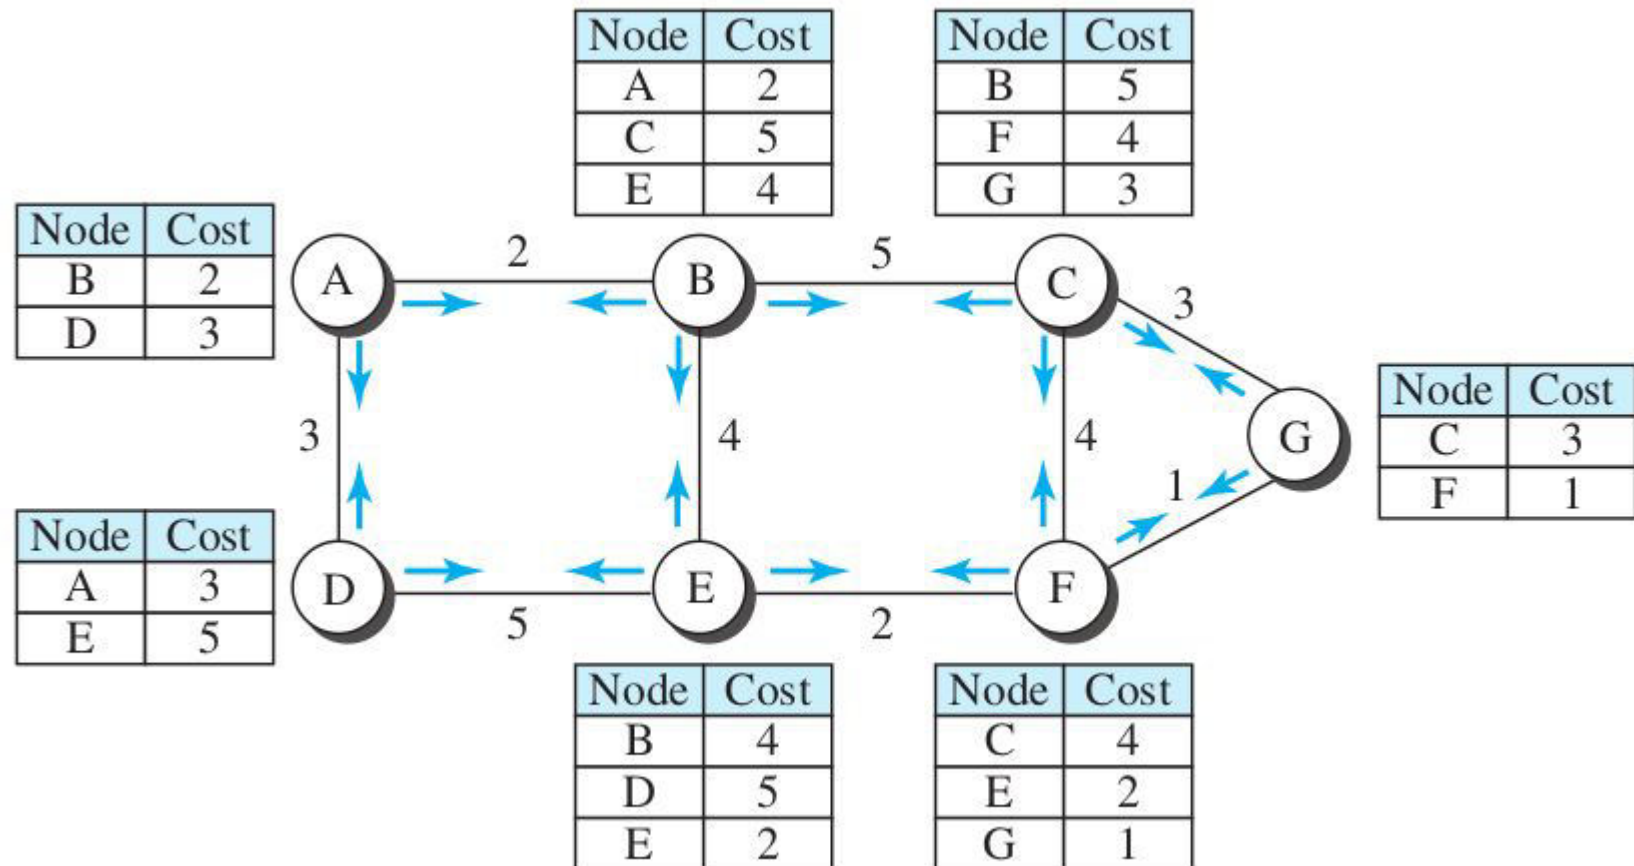 Node Cost
A 2
C 5
E 4
Node Cost
B 5
F 4
G 3
Node Cost
B 2
D 3
A 2 B 5 C
3
3 4 4 G
1
Node Cost
C 3
F 1
Node Cost
A 3
E 5
D 5 E 2 F
Node Cost
B 4
D 5
E 2
Node Cost
C 4
E 2
G 1